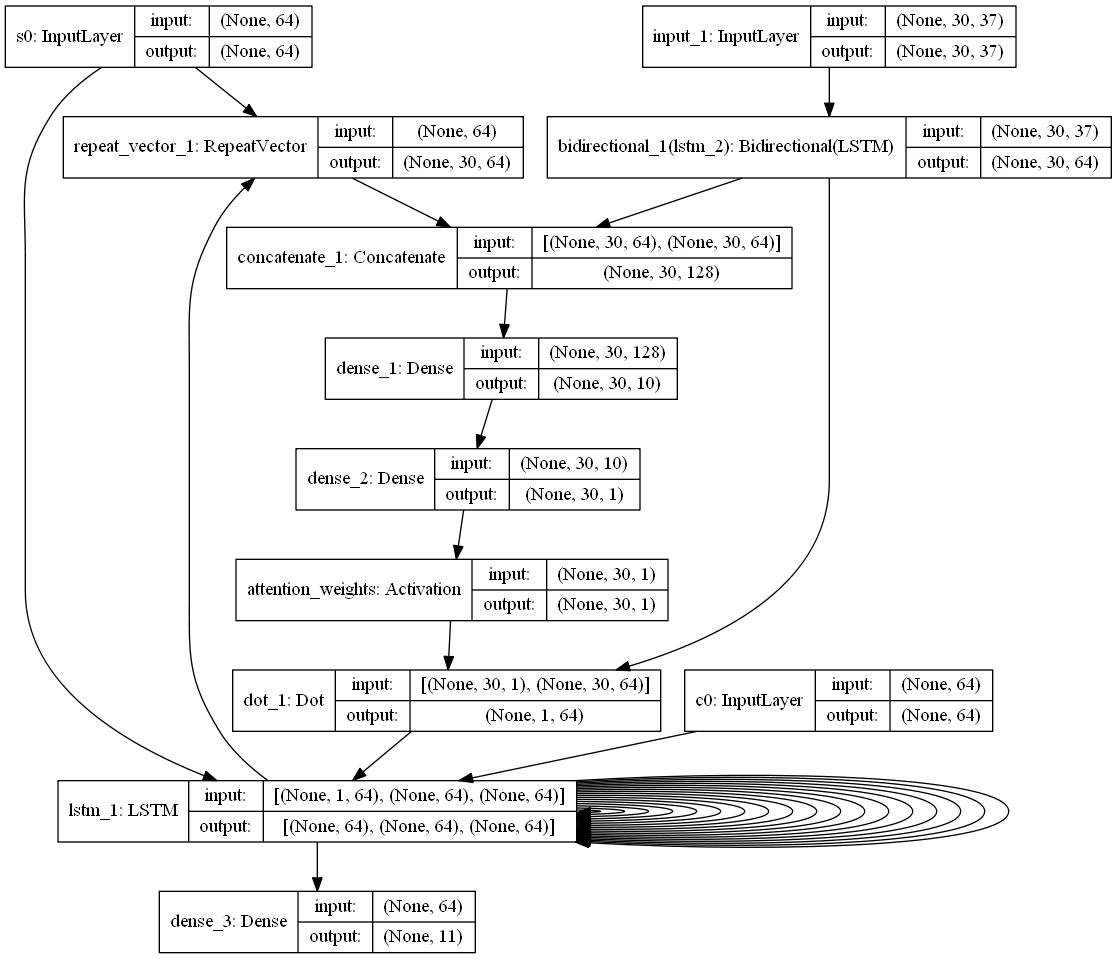 s0: InputLayer
input:
(None, 64)
output:
(None, 64)
input_1: InputLayer
input:
(None, 30, 37)
output:
(None, 30, 37)
repeat_vector_1: RepeatVector
input:
(None, 64)
output:
(None, 30, 64)
bidirectional_1(lstm_2): Bidirectional(LSTM)
input:
(None, 30, 37)
output:
(None, 30, 64)
concatenate_1: Concatenate
input:
[(None, 30, 64), (None, 30, 64)]
output:
(None, 30, 128)
dense_1: Dense
input:
(None, 30, 128)
output:
(None, 30, 10)
dense_2: Dense
input:
(None, 30, 10)
output:
(None, 30, 1)
attention_weights: Activation
input:
(None, 30, 1)
output:
(None, 30, 1)
dot_1: Dot
input:
[(None, 30, 1), (None, 30, 64)]
output:
(None, 1, 64)
c0: InputLayer
input:
(None, 64)
output:
(None, 64)
lstm_1: LSTM
input:
[(None, 1, 64), (None, 64), (None, 64)]
output:
[(None, 64), (None, 64), (None, 64)]
dense_3: Dense
input:
(None, 64)
output:
(None, 11)